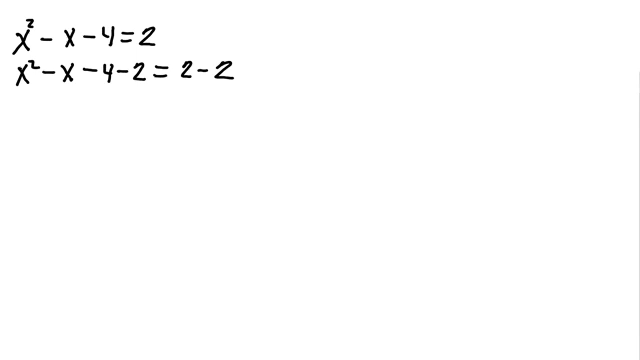 x² - x - 4 = 2
x² - x - 4 - 2 = 2 - 2